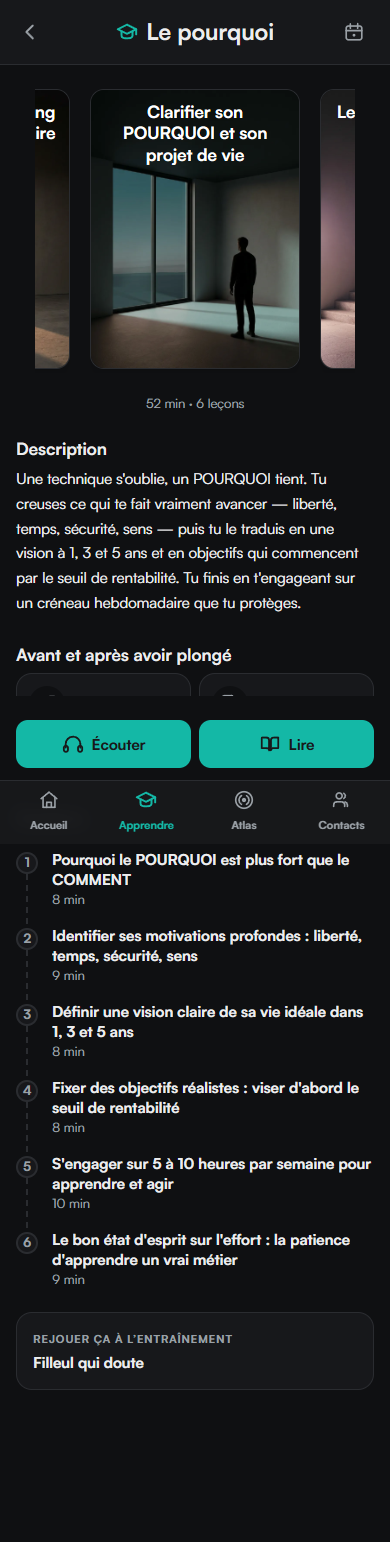 Le pourquoi
ng
ire
Clarifier son
POURQUOI et son
projet de vie
Le
52 min · 6 leçons
Description
Une technique s'oublie, un POURQUOI tient. Tu
creuses ce qui te fait vraiment avancer — liberté,
temps, sécurité, sens — puis tu le traduis en une
vision à 1, 3 et 5 ans et en objectifs qui commencent
par le seuil de rentabilité. Tu finis en t'engageant sur
un créneau hebdomadaire que tu protèges.
Avant et après avoir plongé
Écouter
Lire
Accueil
Apprendre
Atlas
Contacts
1
Pourquoi le POURQUOI est plus fort que le
COMMENT
8 min
2
Identifier ses motivations profondes : liberté,
temps, sécurité, sens
9 min
3
Définir une vision claire de sa vie idéale dans
1, 3 et 5 ans
8 min
4
Fixer des objectifs réalistes : viser d'abord le
seuil de rentabilité
8 min
5
S'engager sur 5 à 10 heures par semaine pour
apprendre et agir
10 min
6
Le bon état d'esprit sur l'effort : la patience
d'apprendre un vrai métier
9 min
REJOUER ÇA À L'ENTRAÎNEMENT
Filleul qui doute